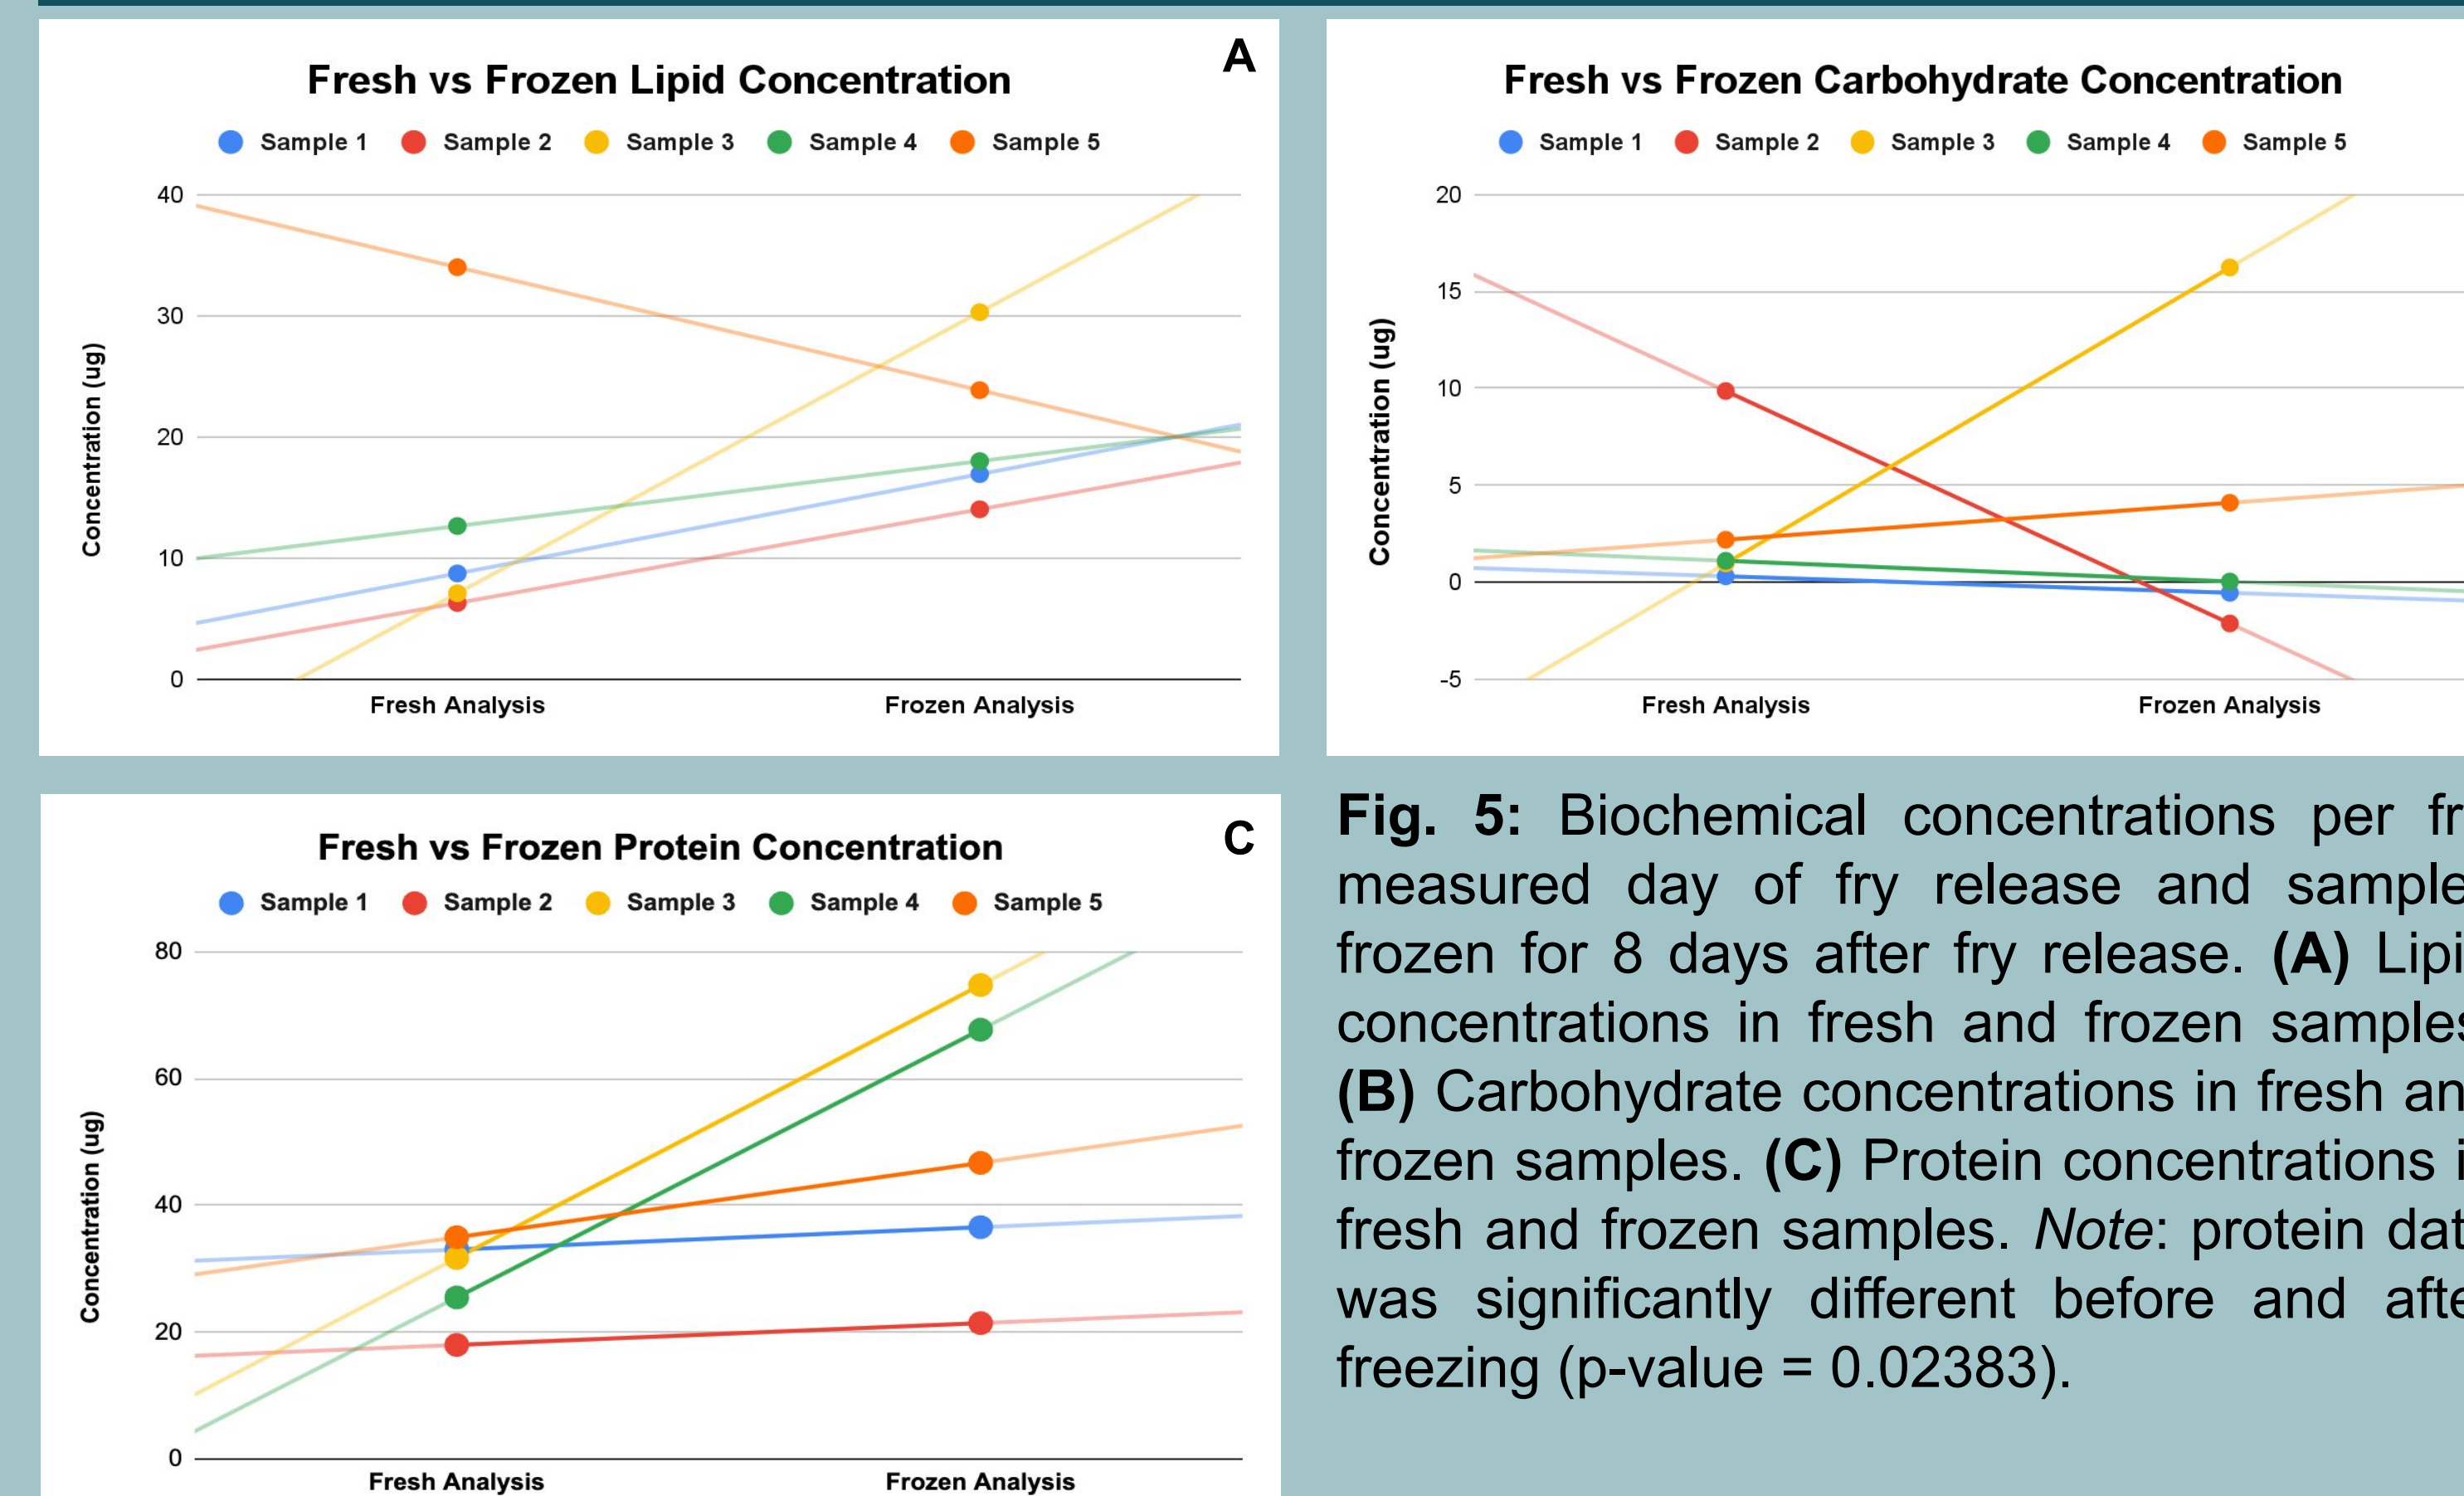 A
Fresh vs Frozen Lipid Concentration
Sample 1 Sample 2 Sample 3 Sample 4 Sample 5
Concentration (ug)
40
30
20
10
0
Fresh Analysis Frozen Analysis
Fresh vs Frozen Carbohydrate Concentration
Sample 1 Sample 2 Sample 3 Sample 4 Sample 5
Concentration (ug)
20
15
10
5
0
-5
Fresh Analysis Frozen Analysis
C
Fresh vs Frozen Protein Concentration
Sample 1 Sample 2 Sample 3 Sample 4 Sample 5
Concentration (ug)
80
60
40
20
0
Fresh Analysis Frozen Analysis
Fig. 5: Biochemical concentrations per
measured day of fry release and
frozen for 8 days after fry release. (A)
concentrations in fresh and frozen samples
(B) Carbohydrate concentrations in fresh
frozen samples. (C) Protein concentrations
fresh and frozen samples. Note: protein
was significantly different before and
freezing (p-value = 0.02383).